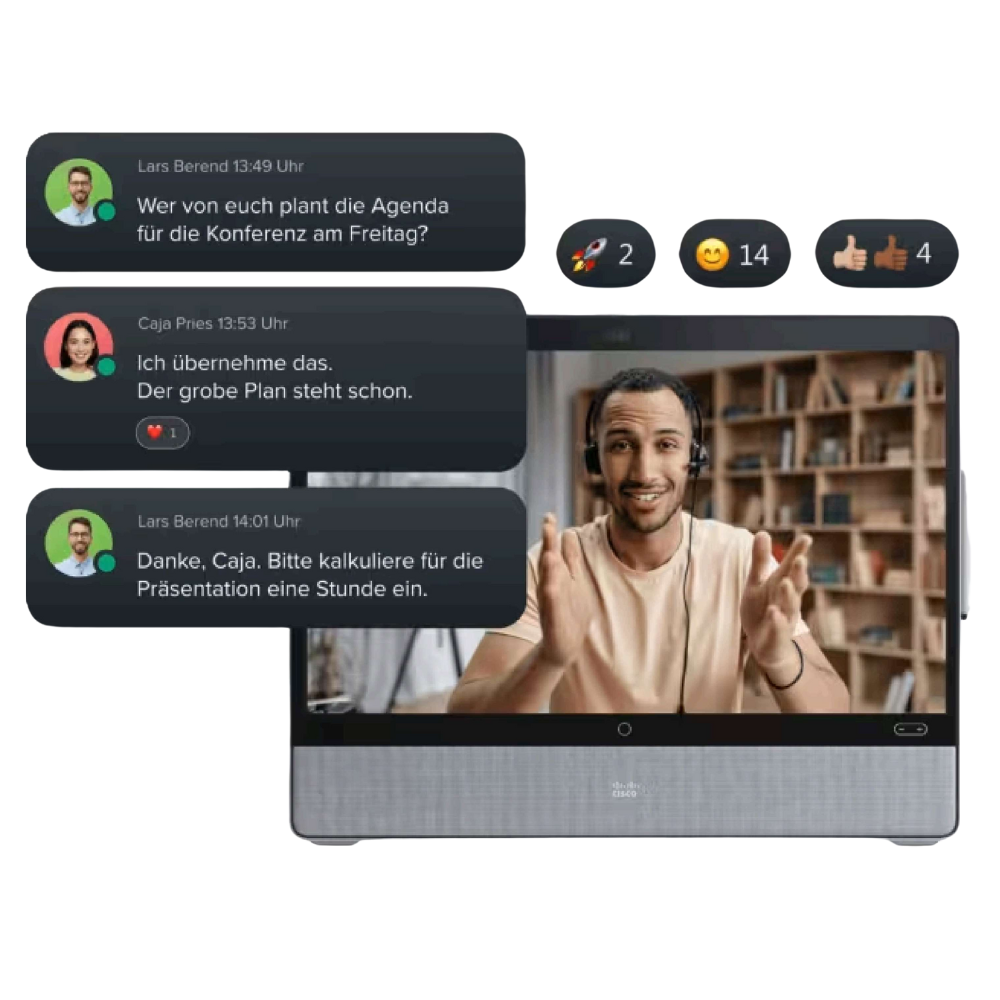 Lars Berend 13:49 Uhr
Wer von euch plant die Agenda
für die Konferenz am Freitag?
2
14
4
Caja Pries 13:53 Uhr
Ich übernehme das.
Der grobe Plan steht schon.
1
Lars Berend 14:01 Uhr
Danke, Caja. Bitte kalkuliere für die
Präsentation eine Stunde ein.
CISCO